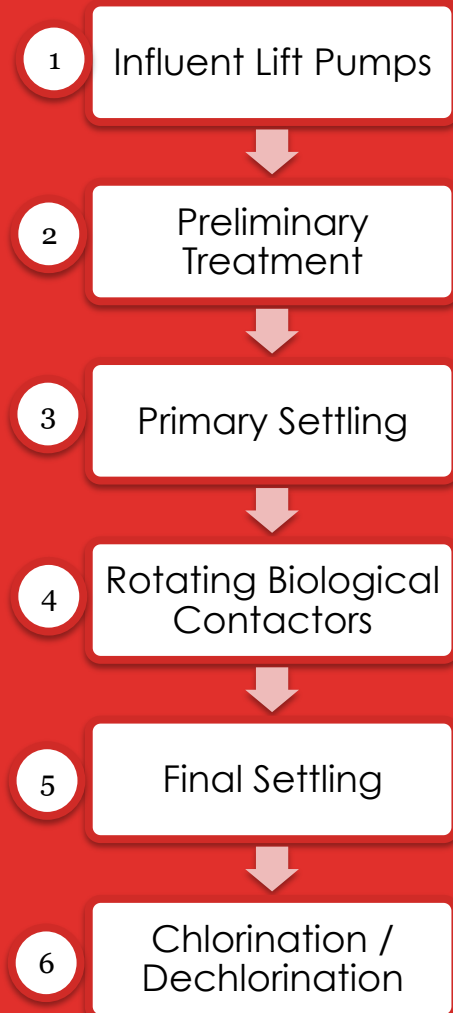 1
Influent Lift Pumps
2
Preliminary
Treatment
3
Primary Settling
4
Rotating Biological
Contactors
5
Final Settling
6
Chlorination /
Dechlorination